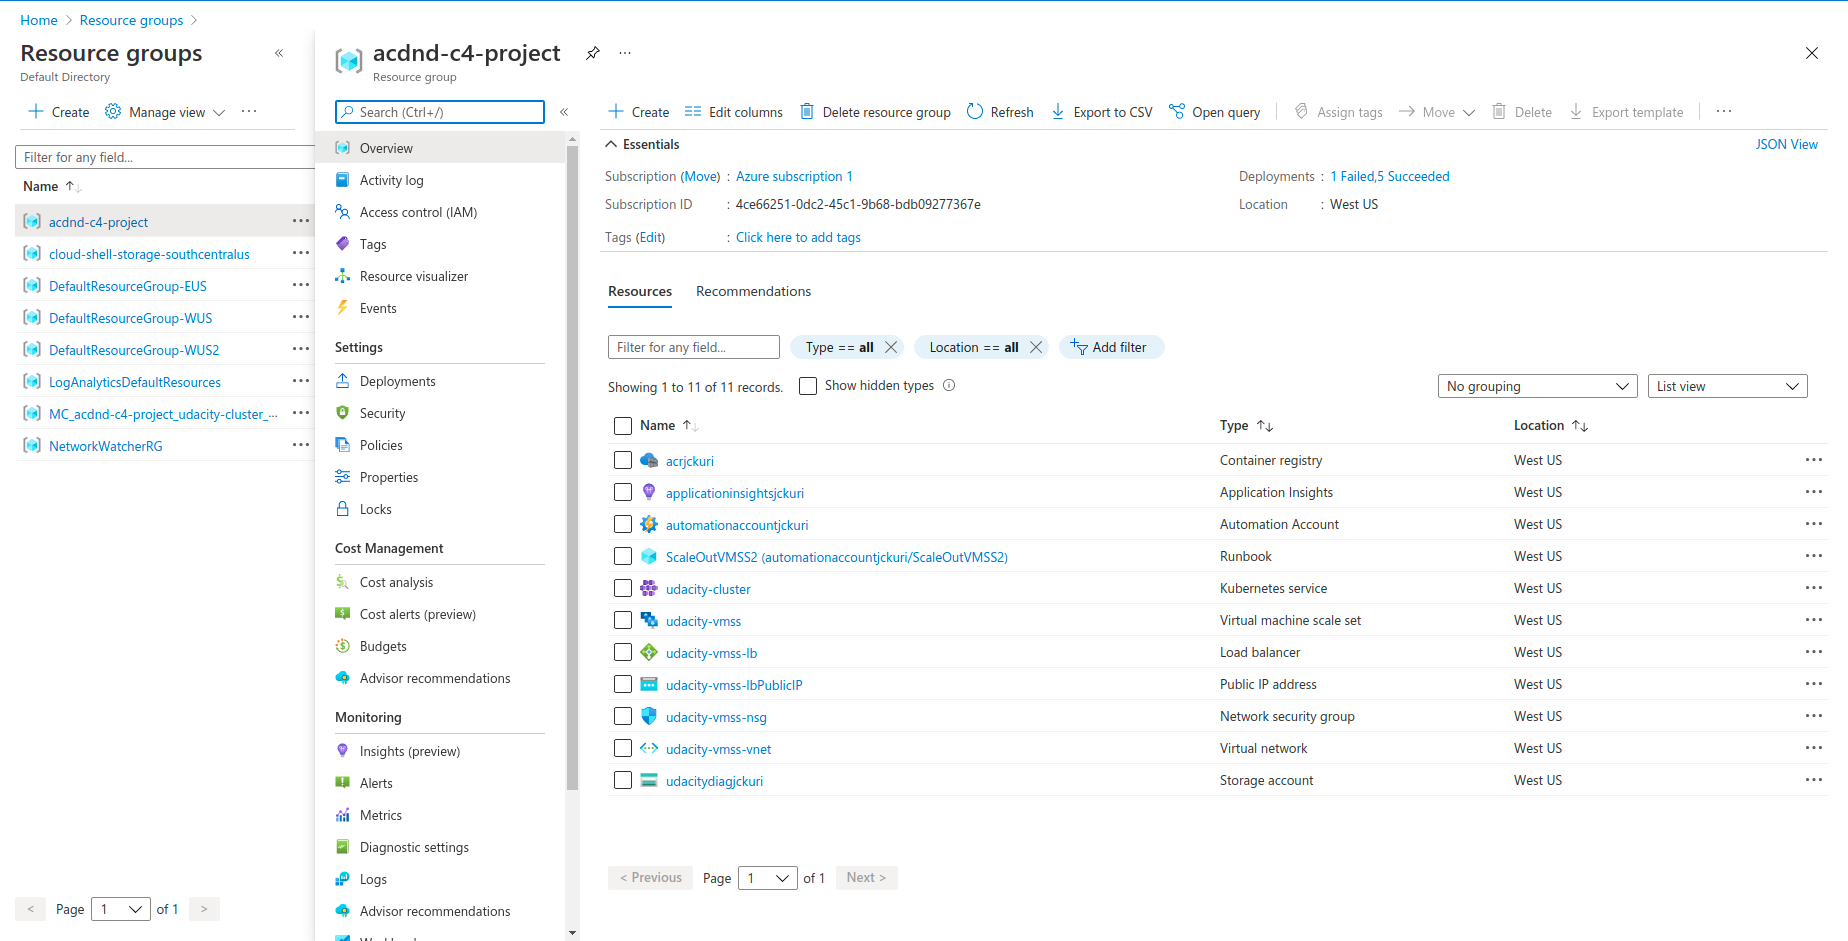 Home > Resource groups >
Resource groups
Default Directory
Create
Manage view
Filter for any field...
Name
acdnd-c4-project
cloud-shell-storage-southcentralus
DefaultResourceGroup-EUS
DefaultResourceGroup-WUS
DefaultResourceGroup-WUS2
LogAnalyticsDefaultResources
MC_acdnd-c4-project_udacity-cluster_...
NetworkWatcherRG
< Page 1 of 1 >
acdnd-c4-project
Resource group
Search (Ctrl+/)
Overview
Activity log
Access control (IAM)
Tags
Resource visualizer
Events
Settings
Deployments
Security
Policies
Properties
Locks
Cost Management
Cost analysis
Cost alerts (preview)
Budgets
Advisor recommendations
Monitoring
Insights (preview)
Alerts
Metrics
Diagnostic settings
Logs
Advisor recommendations
Create Edit columns Delete resource group Refresh Export to CSV Open query Assign tags Move Delete Export template
Essentials
JSON View
Subscription (Move) : Azure subscription 1
Subscription ID : 4ce66251-0dc2-45c1-9b68-bdb09277367e
Tags (Edit) : Click here to add tags
Deployments : 1 Failed,5 Succeeded
Location : West US
Resources Recommendations
Filter for any field... Type == all Location == all Add filter
Showing 1 to 11 of 11 records. Show hidden types No grouping List view
Name Type Location
acrjckuri Container registry West US
applicationinsightsjckuri Application Insights West US
automationaccountjckuri Automation Account West US
ScaleOutVMSS2 (automationaccountjckuri/ScaleOutVMSS2) Runbook West US
udacity-cluster Kubernetes service West US
udacity-vmss Virtual machine scale set West US
udacity-vmss-lb Load balancer West US
udacity-vmss-lbPublicIP Public IP address West US
udacity-vmss-nsg Network security group West US
udacity-vmss-vnet Virtual network West US
udacitydiagjckuri Storage account West US
< Previous Page 1 of 1 Next >